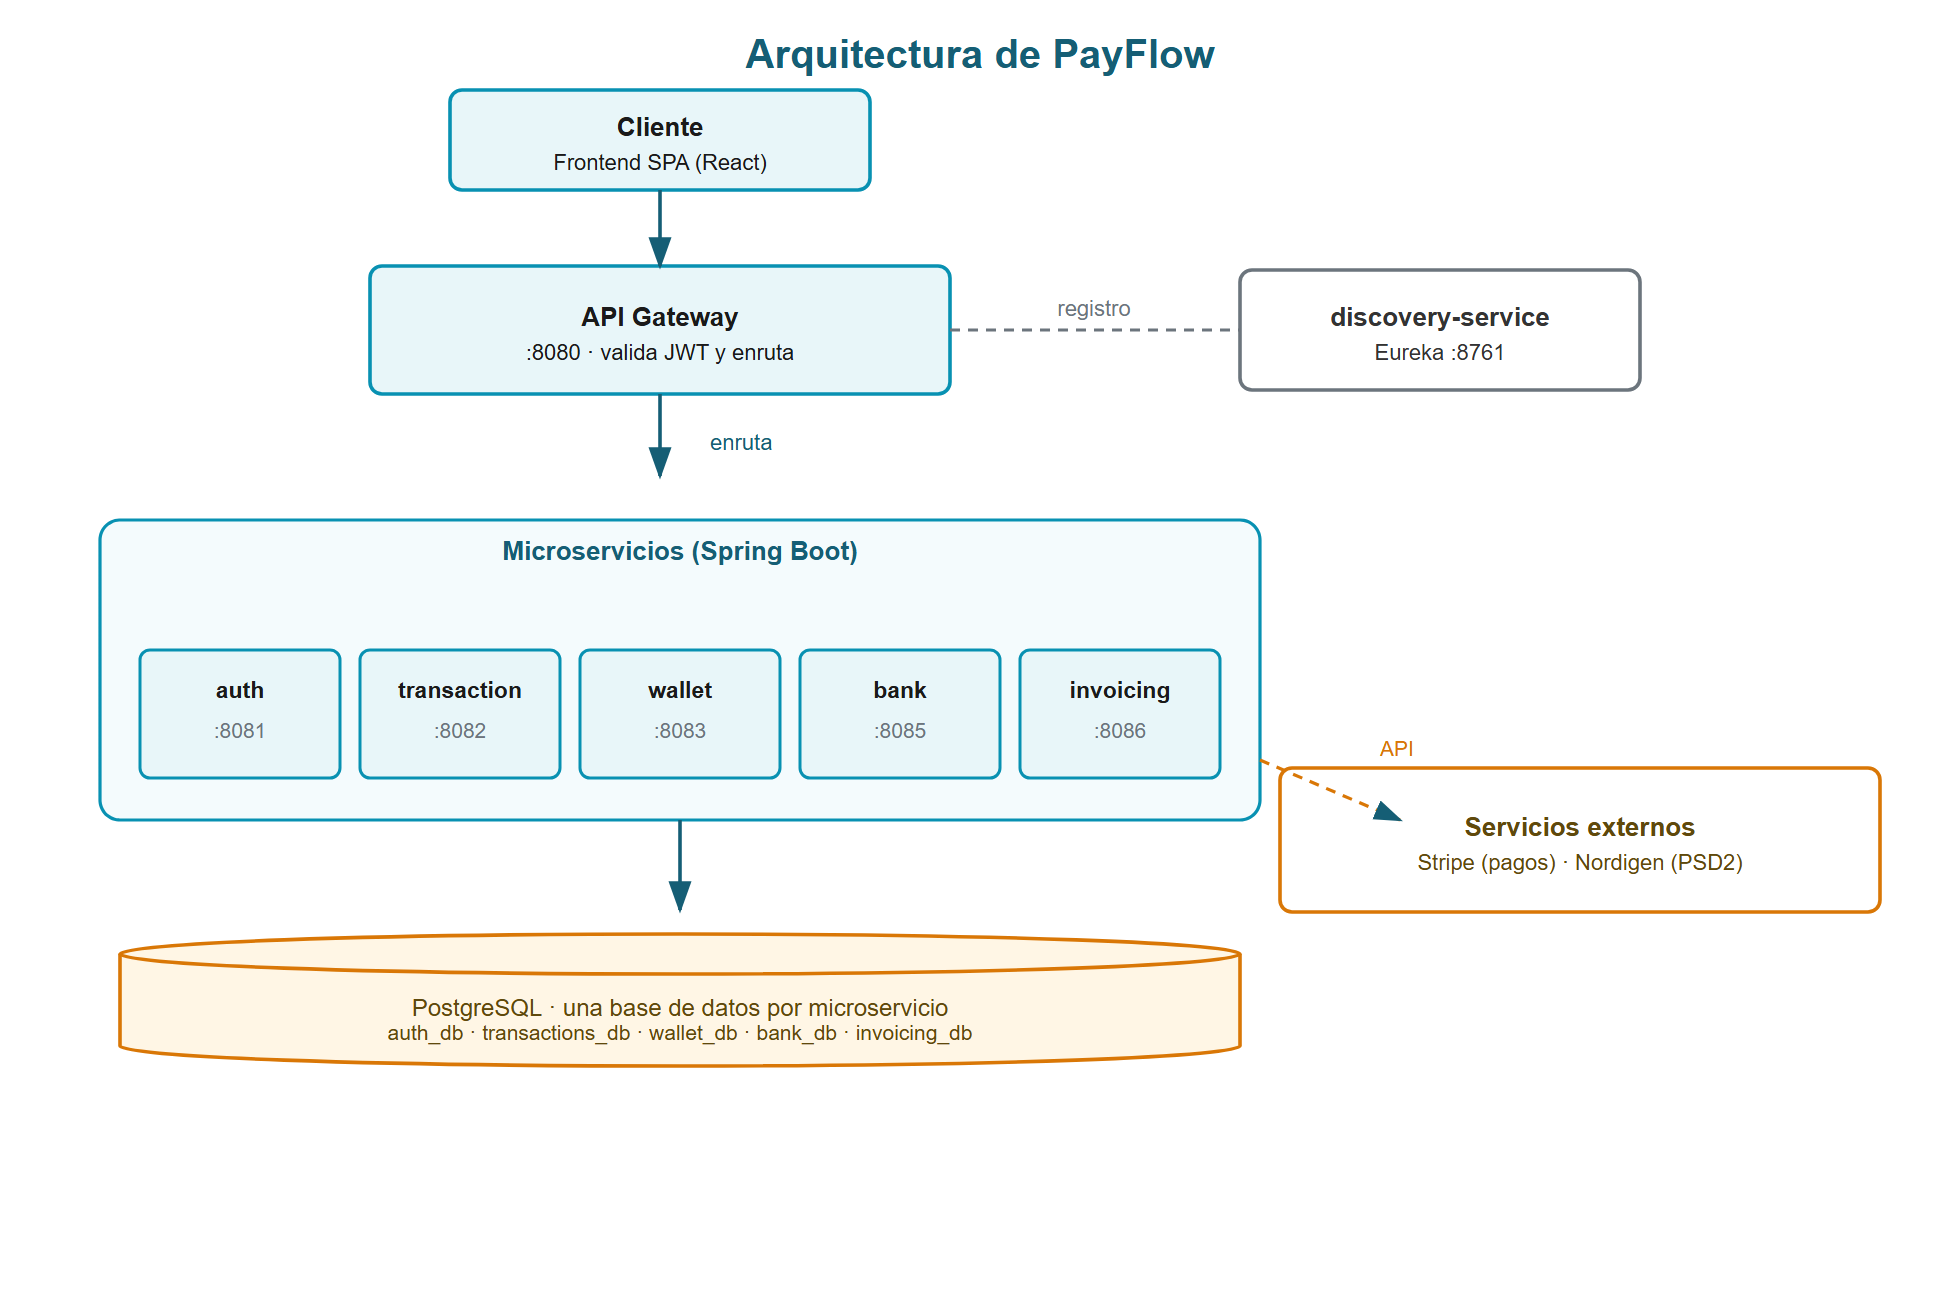 Arquitectura de PayFlow
Cliente
Frontend SPA (React)
API Gateway
:8080 · valida JWT y enruta
registro
discovery-service
Eureka :8761
enruta
Microservicios (Spring Boot)
auth
:8081
transaction
:8082
wallet
:8083
bank
:8085
invoicing
:8086
API
Servicios externos
Stripe (pagos) · Nordigen (PSD2)
PostgreSQL · una base de datos por microservicio
auth_db · transactions_db · wallet_db · bank_db · invoicing_db